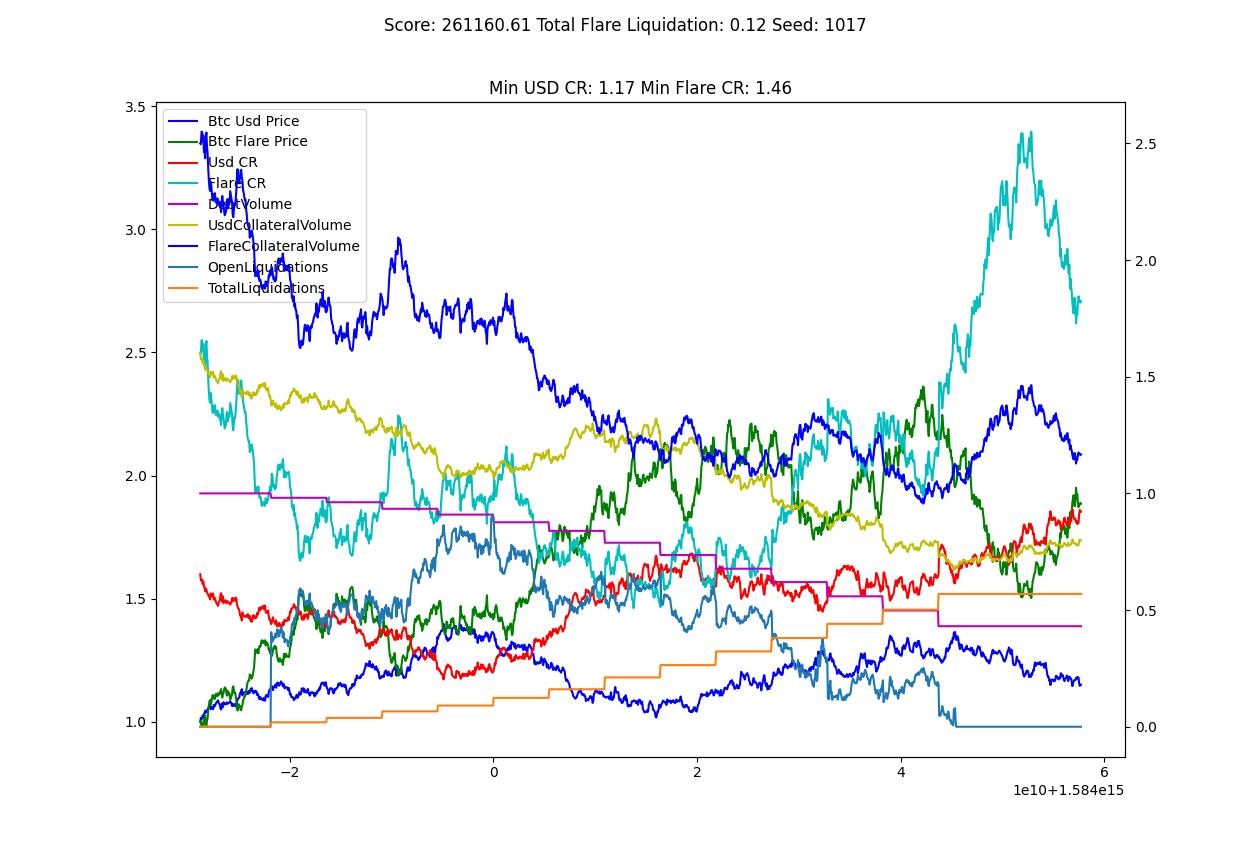 Score: 261160.61 Total Flare Liquidation: 0.12 Seed: 1017
Min USD CR: 1.17 Min Flare CR: 1.46
Btc Usd Price
Btc Flare Price
Usd CR
Flare CR
DebtVolume
UsdCollateralVolume
FlareCollateralVolume
OpenLiquidations
TotalLiquidations
3.5
3.0
2.5
2.0
1.5
1.0
2.5
2.0
1.5
1.0
0.5
0.0
−2 0 2 4 6
1e10+1.584e15